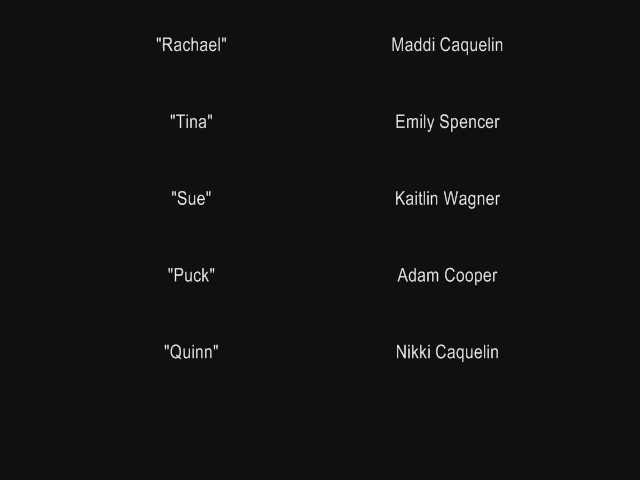 "Rachael" Maddi Caquelin
"Tina" Emily Spencer
"Sue" Kaitlin Wagner
"Puck" Adam Cooper
"Quinn" Nikki Caquelin